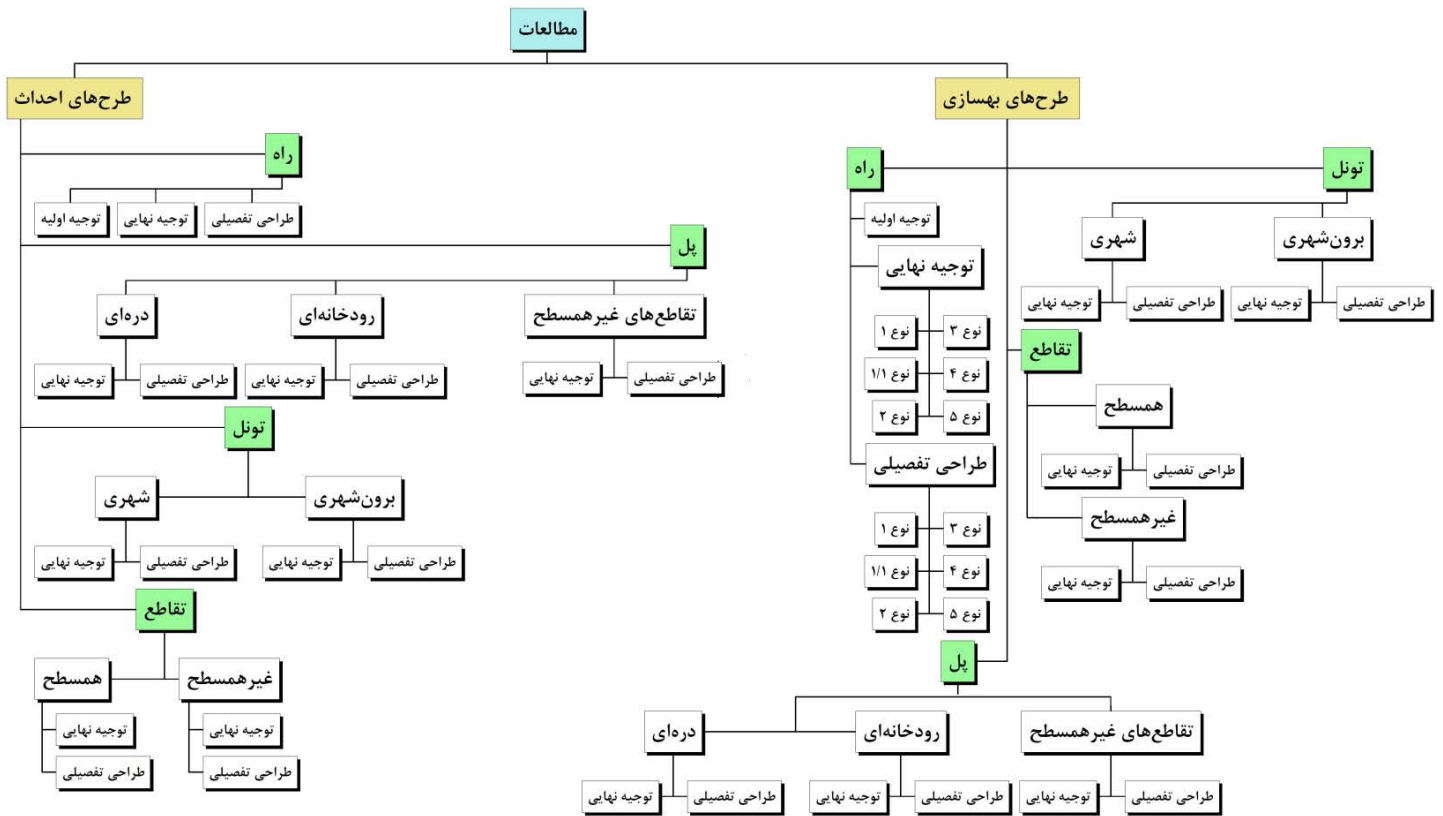 مطالعات
طرح‌های بهسازی
تونل
برون‌شهری
طراحی تفصیلی
توجیه نهایی
شهری
طراحی تفصیلی
توجیه نهایی
راه
توجیه اولیه
توجیه نهایی
نوع ۳
نوع ۱
نوع ۴
نوع ۱/۱
نوع ۵
نوع ۲
طراحی تفصیلی
نوع ۳
نوع ۱
نوع ۴
نوع ۱/۱
نوع ۵
نوع ۲
تقاطع
همسطح
طراحی تفصیلی
توجیه نهایی
غیرهمسطح
طراحی تفصیلی
توجیه نهایی
پل
تقاطع‌های غیرهمسطح
طراحی تفصیلی
توجیه نهایی
رودخانه‌ای
طراحی تفصیلی
توجیه نهایی
دره‌ای
طراحی تفصیلی
توجیه نهایی
طرح‌های احداث
راه
طراحی تفصیلی
توجیه نهایی
توجیه اولیه
پل
تقاطع‌های غیرهمسطح
طراحی تفصیلی
توجیه نهایی
رودخانه‌ای
طراحی تفصیلی
توجیه نهایی
دره‌ای
طراحی تفصیلی
توجیه نهایی
تونل
برون‌شهری
طراحی تفصیلی
توجیه نهایی
شهری
طراحی تفصیلی
توجیه نهایی
تقاطع
غیرهمسطح
توجیه نهایی
طراحی تفصیلی
همسطح
توجیه نهایی
طراحی تفصیلی